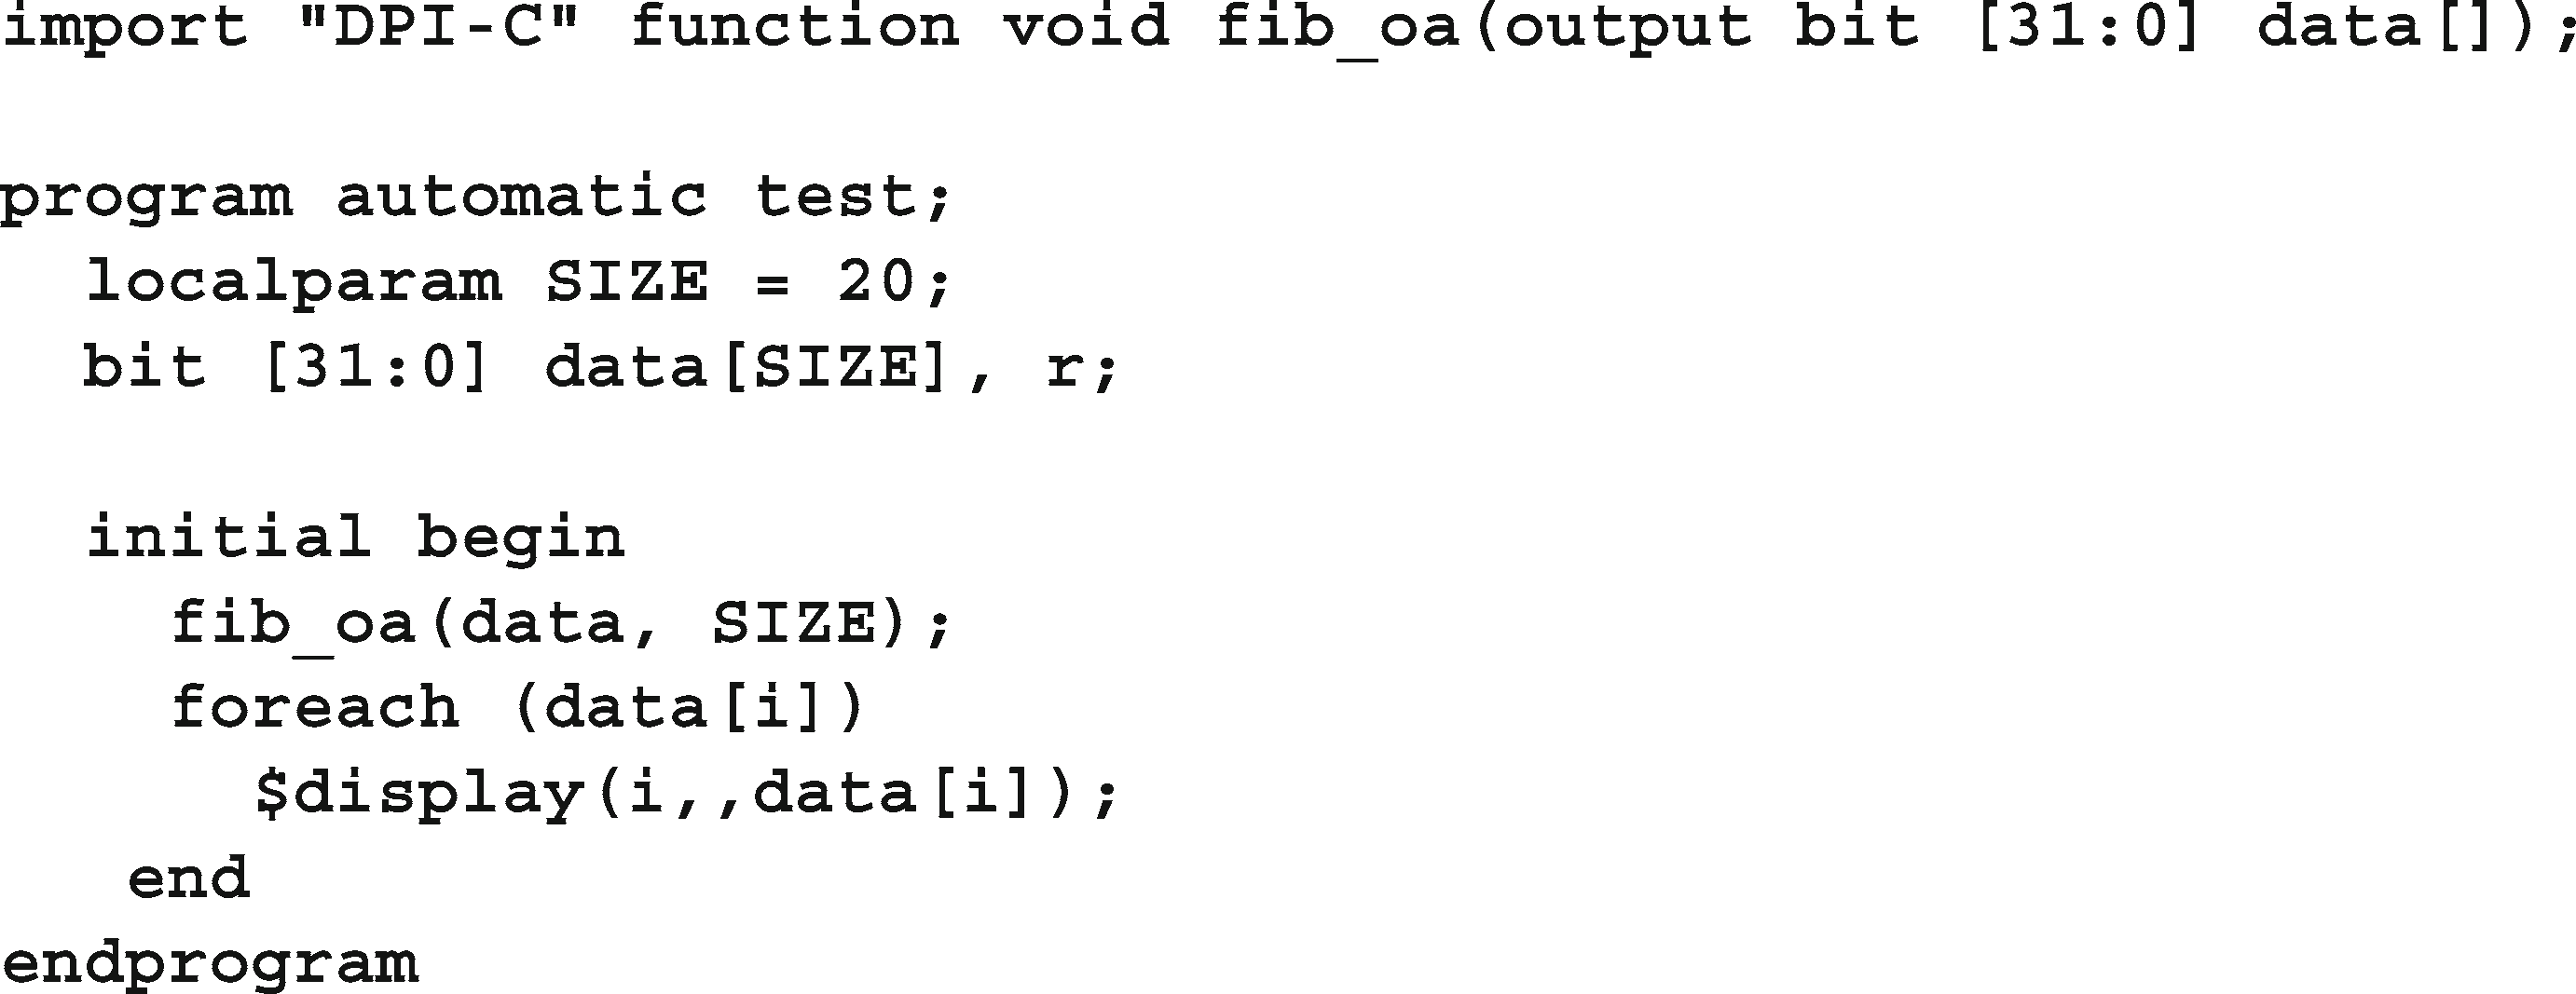 import "DPI-C" function void fib_oa(output bit [31:0] data[]);
program automatic test;
localparam SIZE = 20;
bit [31:0] data[SIZE], r;
initial begin
fib_oa(data, SIZE);
foreach (data[i])
$display(i,,data[i]);
end
endprogram